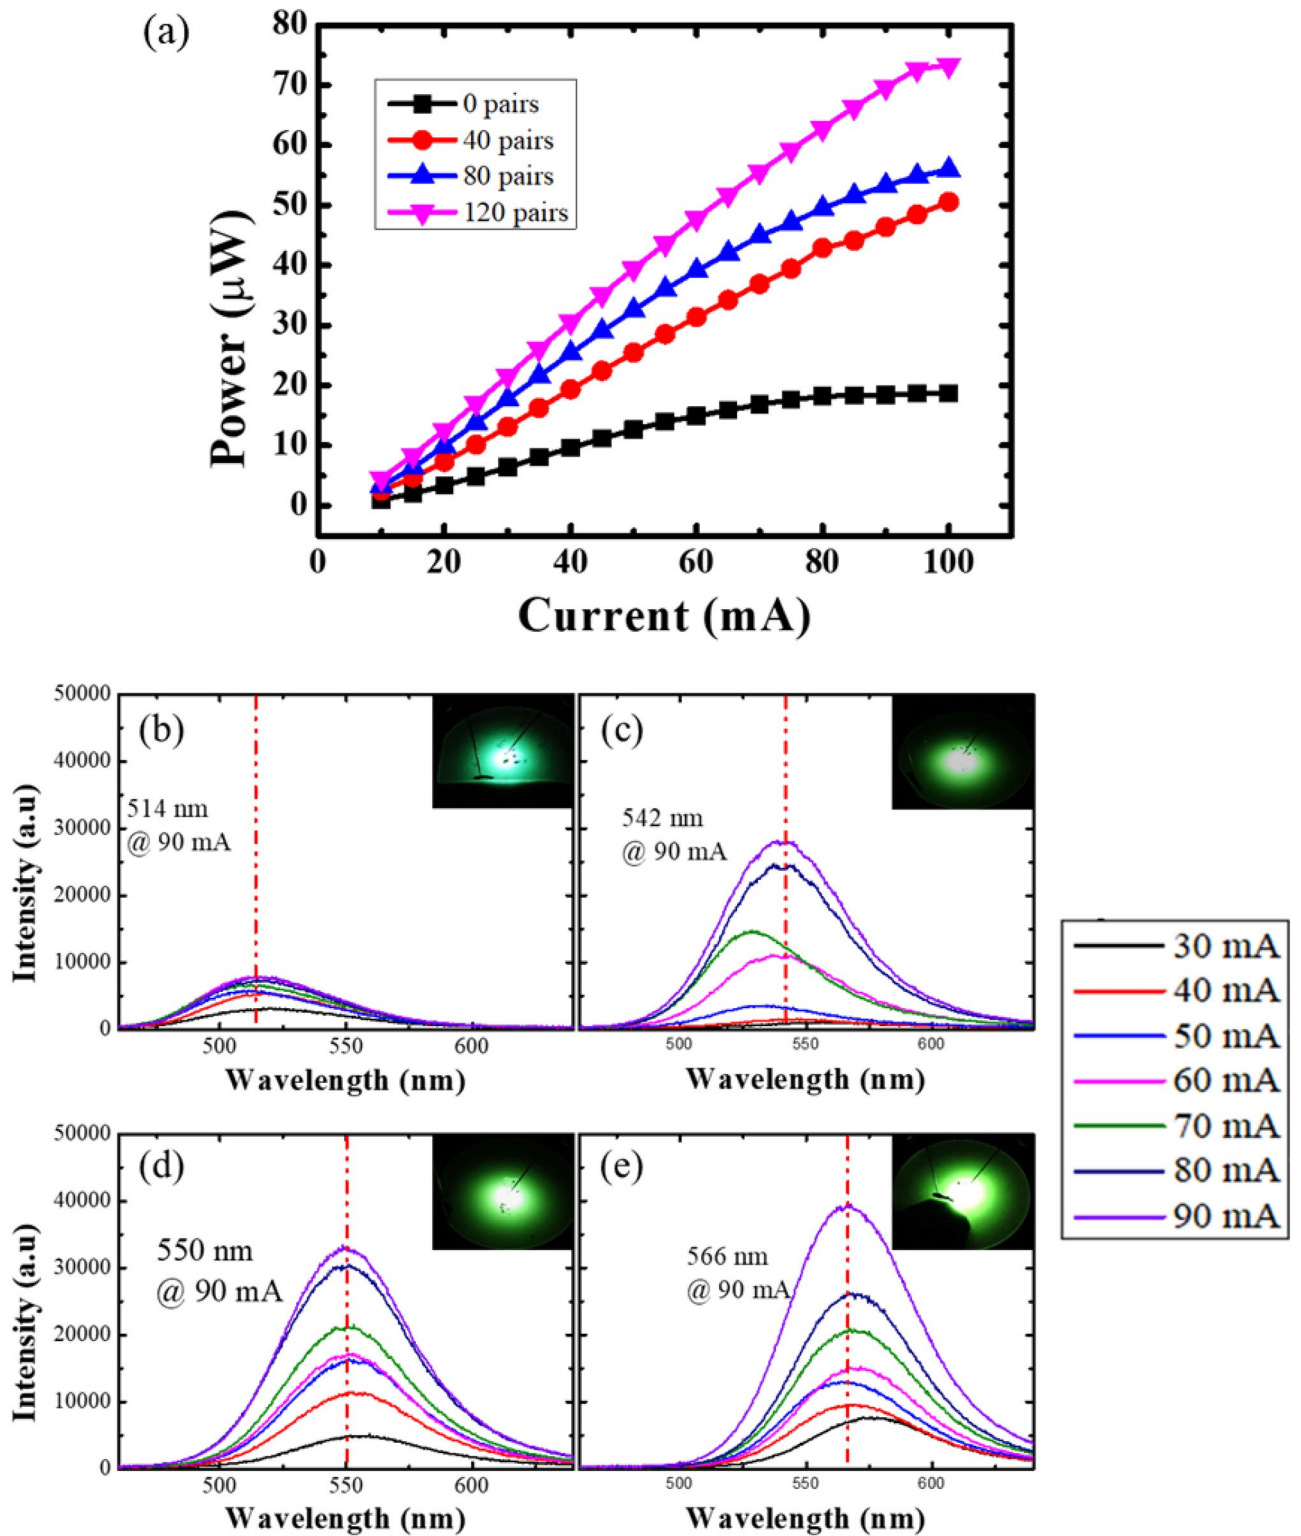 (a)
80
70
60
50
40
30
20
10
0
Power (μW)
0 pairs
40 pairs
80 pairs
120 pairs
0 20 40 60 80 100
Current (mA)
(b)
514 nm
@ 90 mA
50000
40000
30000
20000
10000
0
Intensity (a.u)
500 550 600
Wavelength (nm)
(c)
542 nm
@ 90 mA
500 550 600
Wavelength (nm)
30 mA
40 mA
50 mA
60 mA
70 mA
80 mA
90 mA
(d)
550 nm
@ 90 mA
50000
40000
30000
20000
10000
0
Intensity (a.u)
500 550 600
Wavelength (nm)
(e)
566 nm
@ 90 mA
500 550 600
Wavelength (nm)